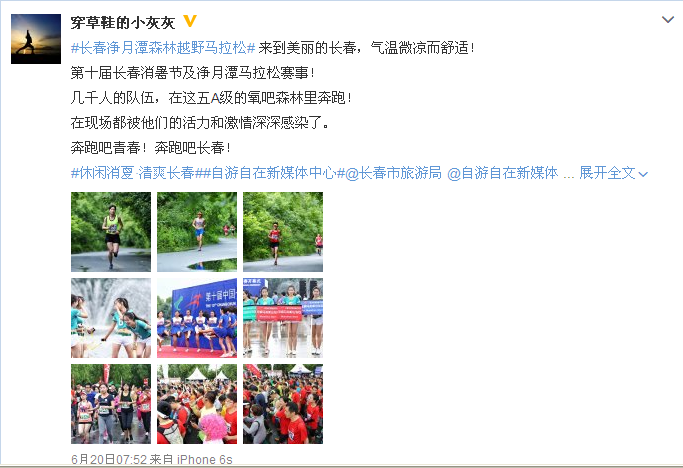 穿草鞋的小灰灰
#长春净月潭森林越野马拉松# 来到美丽的长春，气温微凉而舒适！
第十届长春消暑节及净月潭马拉松赛事！
几千人的队伍，在这五A级的氧吧森林里奔跑！
在现场都被他们的活力和激情深深感染了。
奔跑吧青春！奔跑吧长春！
#休闲消夏·清爽长春##自游自在新媒体中心#@长春市旅游局 @自游自在新媒体 ... 展开全文
第十届中国
6月20日07:52 来自 iPhone 6s